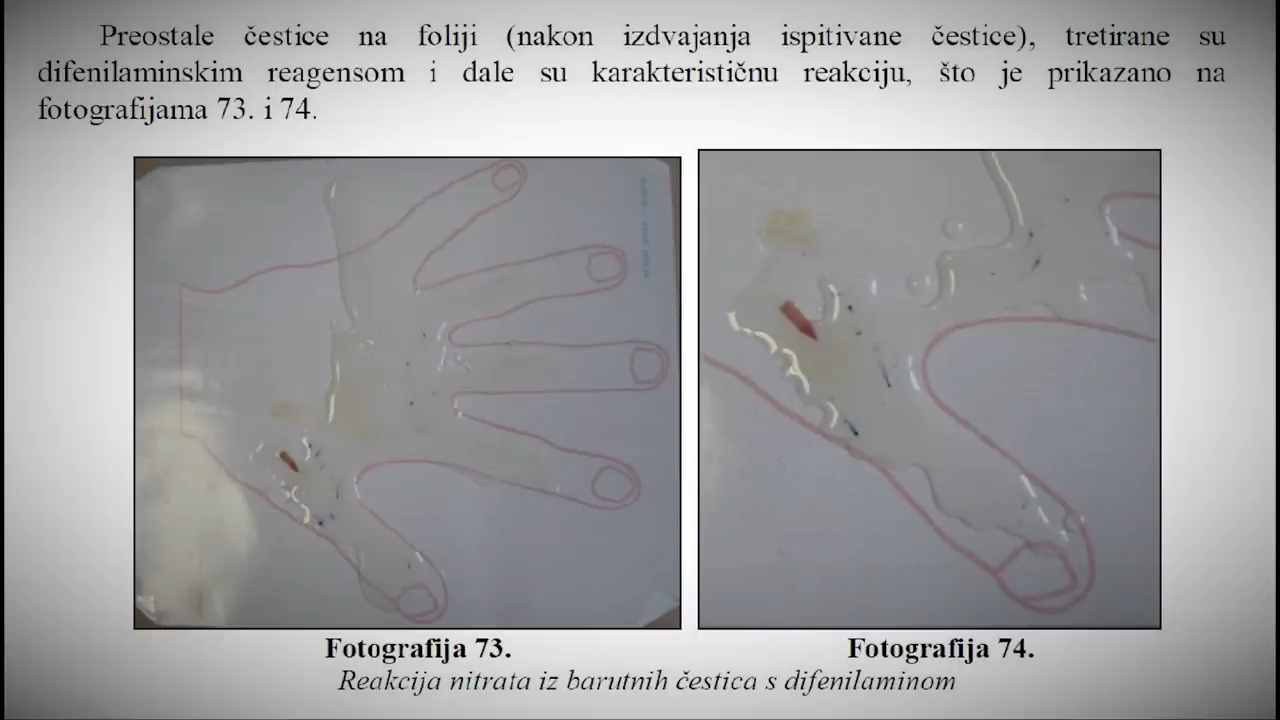 Preostale čestice na foliji (nakon izdvajanja ispitivane čestice), tretirane su
difenilaminskim reagensom i dale su karakterističnu reakciju, što je prikazano na
fotografijama 73. i 74.
Fotografija 73.
Fotografija 74.
Reakcija nitrata iz barutnih čestica s difenilaminom